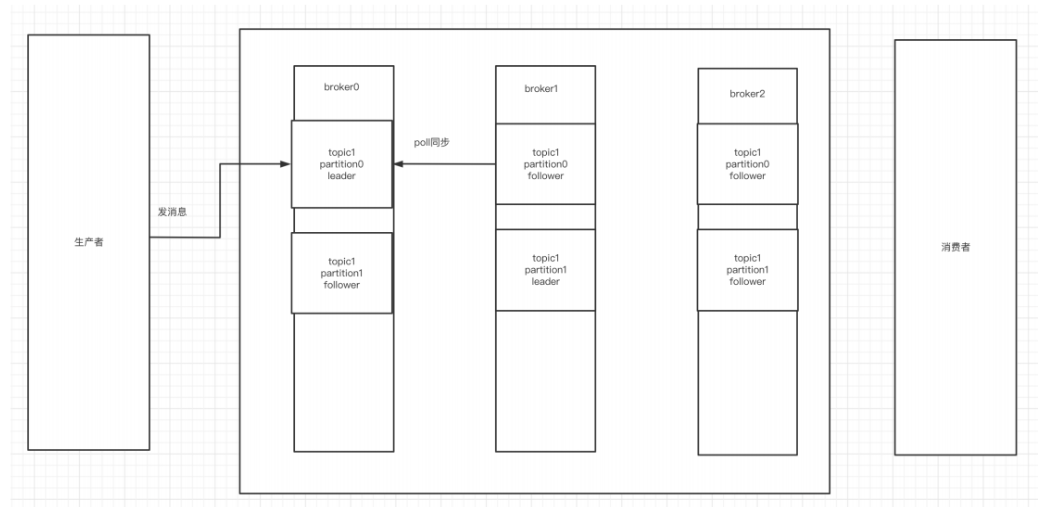 broker0
broker1
broker2
poll同步
topic1
partition0
leader
topic1
partition0
follower
topic1
partition0
follower
发消息
生产者
消费者
topic1
partition1
follower
topic1
partition1
leader
topic1
partition1
follower